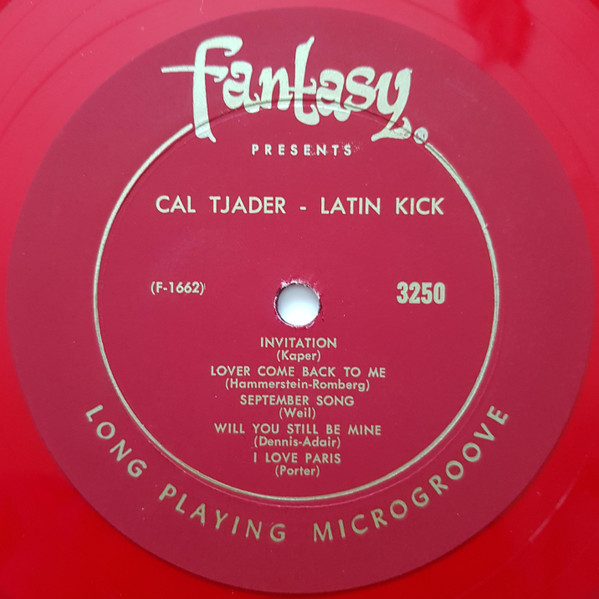 fantasy
PRESENTS
CAL TJADER - LATIN KICK
(F-1662)
3250
INVITATION
(Kaper)
LOVER COME BACK TO ME
(Hammerstein-Romberg)
SEPTEMBER SONG
(Weil)
WILL YOU STILL BE MINE
(Dennis-Adair)
I LOVE PARIS
(Porter)
LONG PLAYING MICROGROOVE